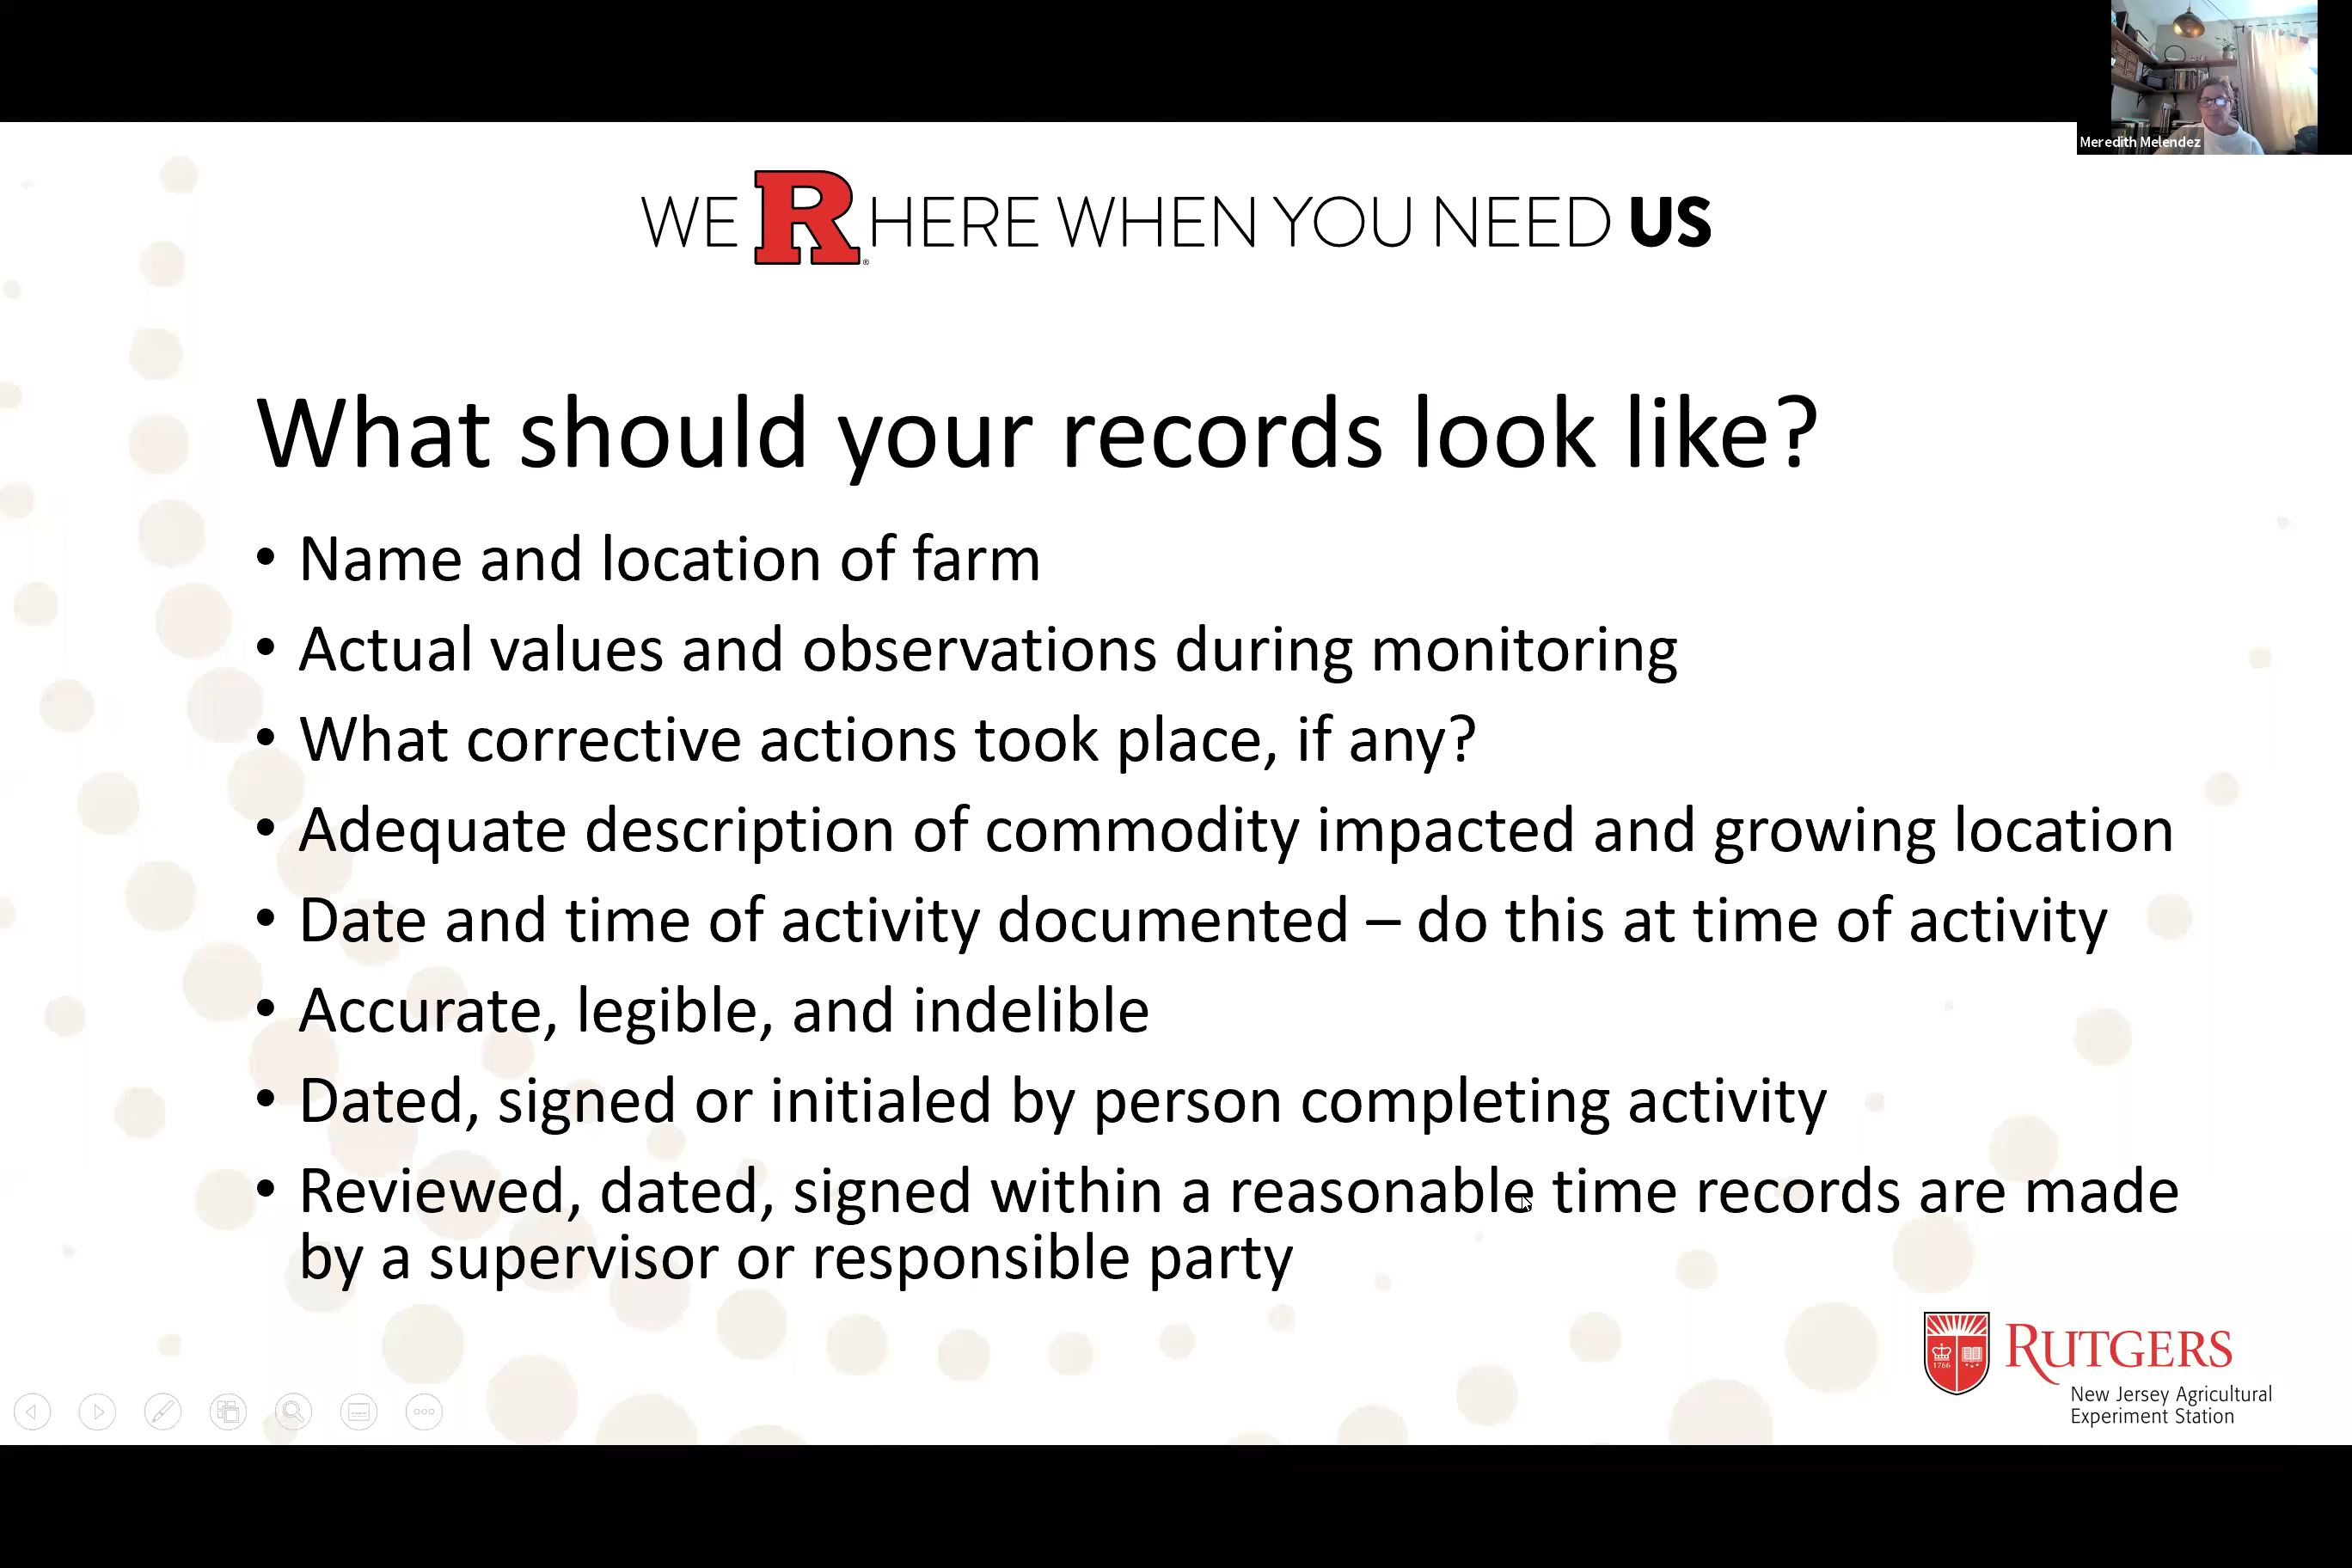 Meredith Melendez
WE R® HERE WHEN YOU NEED US
What should your records look like?
• Name and location of farm
• Actual values and observations during monitoring
• What corrective actions took place, if any?
• Adequate description of commodity impacted and growing location
• Date and time of activity documented – do this at time of activity
• Accurate, legible, and indelible
• Dated, signed or initialed by person completing activity
• Reviewed, dated, signed within a reasonable time records are made
by a supervisor or responsible party
1766
RUTGERS
New Jersey Agricultural
Experiment Station